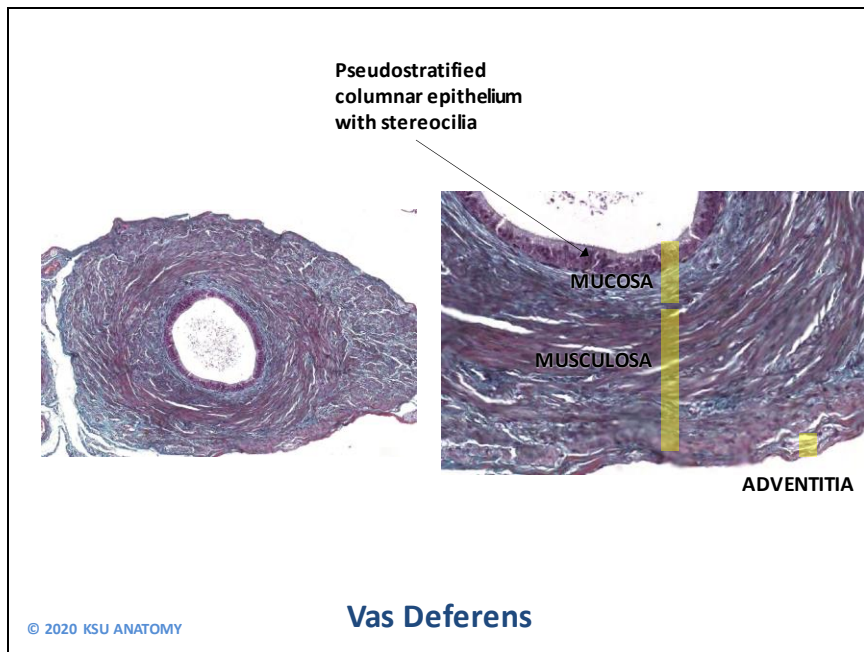 Pseudostratified
columnar epithelium
with stereocilia
MUCOSA
MUSCULOSA
ADVENTITIA
© 2020 KSU ANATOMY
Vas Deferens